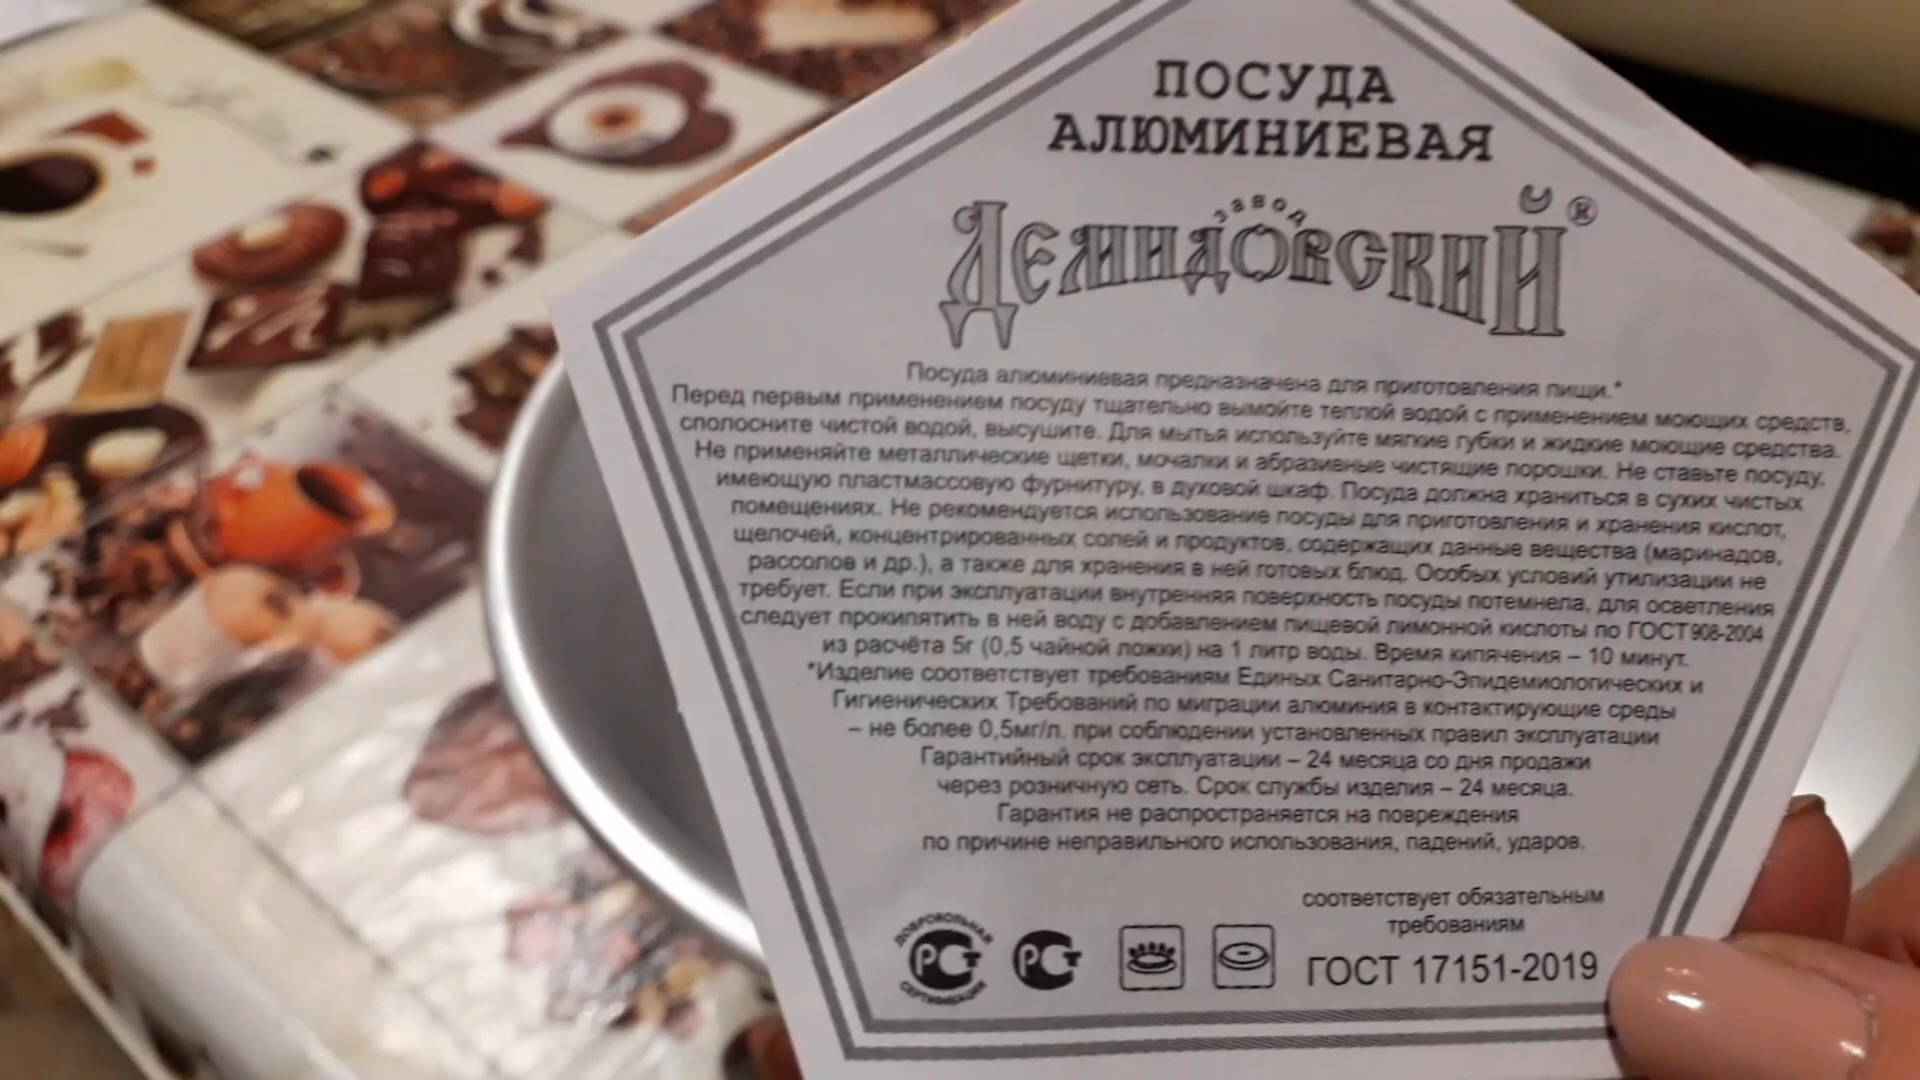 ПОСУДА
АЛЮМИНИЕВАЯ
завод
ДЕМИДОВСКИЙ®
Посуда алюминиевая предназначена для приготовления пищи.*
Перед первым применением посуду тщательно вымойте теплой водой с применением моющих средств,
сполосните чистой водой, высушите. Для мытья используйте мягкие губки и жидкие моющие средства.
Не применяйте металлические щетки, мочалки и абразивные чистящие порошки. Не ставьте посуду,
имеющую пластмассовую фурнитуру, в духовой шкаф. Посуда должна храниться в сухих чистых
помещениях. Не рекомендуется использование посуды для приготовления и хранения кислот,
щелочей, концентрированных солей и продуктов, содержащих данные вещества (маринадов,
рассолов и др.), а также для хранения в ней готовых блюд. Особых условий утилизации не
требует. Если при эксплуатации внутренняя поверхность посуды потемнела, для осветления
следует прокипятить в ней воду с добавлением пищевой лимонной кислоты по ГОСТ 908-2004
из расчёта 5г (0,5 чайной ложки) на 1 литр воды. Время кипячения – 10 минут.
*Изделие соответствует требованиям Единых Санитарно-Эпидемиологических и
Гигиенических Требований по миграции алюминия в контактирующие среды
– не более 0,5мг/л. при соблюдении установленных правил эксплуатации
Гарантийный срок эксплуатации – 24 месяца со дня продажи
через розничную сеть. Срок службы изделия – 24 месяца.
Гарантия не распространяется на повреждения
по причине неправильного использования, падений, ударов.
соответствует обязательным
требованиям
ГОСТ 17151-2019
ДОБРОВОЛЬНАЯ
РСТ
СЕРТИФИКАЦИЯ
РСТ